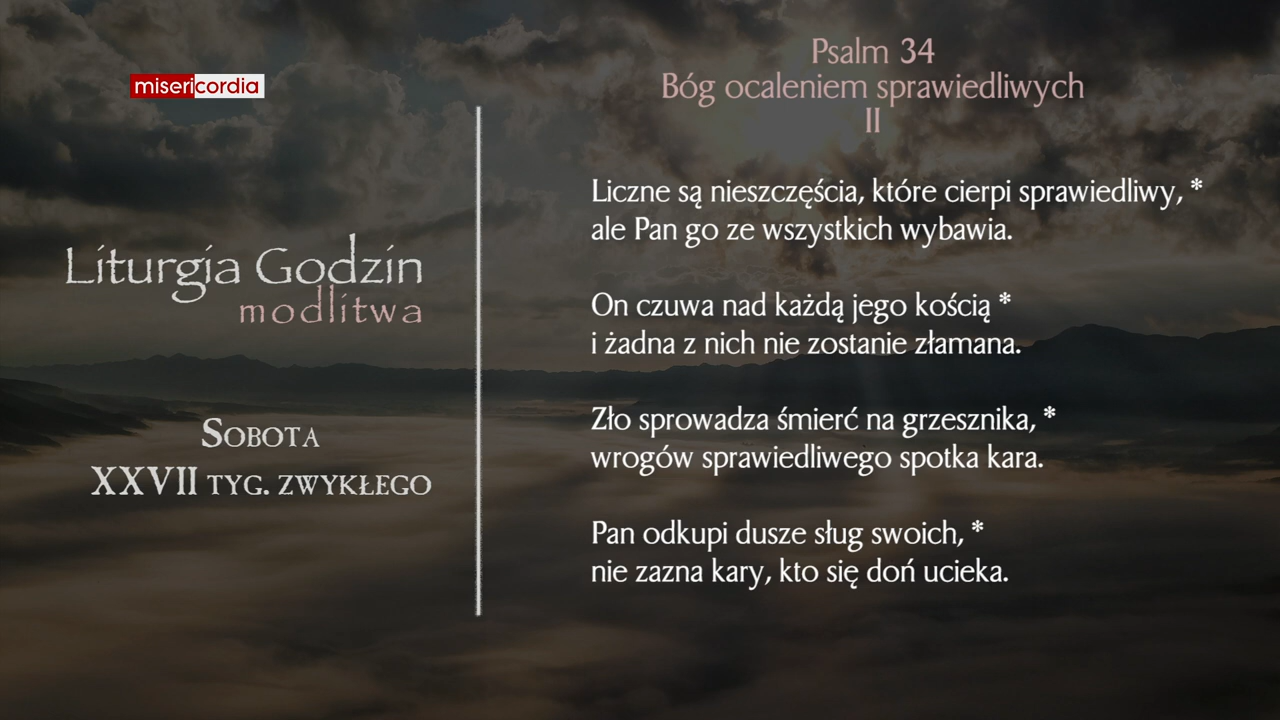 misericordia
Liturgia Godzin
modlitwa
Sobota
XXVII tyg. zwykłego
Psalm 34
Bóg ocaleniem sprawiedliwych
II
Liczne są nieszczęścia, które cierpi sprawiedliwy, *
ale Pan go ze wszystkich wybawia.
On czuwa nad każdą jego kością *
i żadna z nich nie zostanie złamana.
Zło sprowadza śmierć na grzesznika, *
wrogów sprawiedliwego spotka kara.
Pan odkupi dusze sług swoich, *
nie zazna kary, kto się doń ucieka.